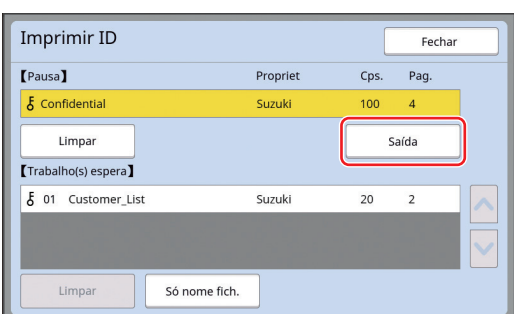 Imprimir ID Fechar
【Pausa】 Propriet Cps. Pag.
Confidential Suzuki 100 4
Limpar Saída
【Trabalho(s) espera】
01 Customer_List Suzuki 20 2
Limpar Só nome fich.